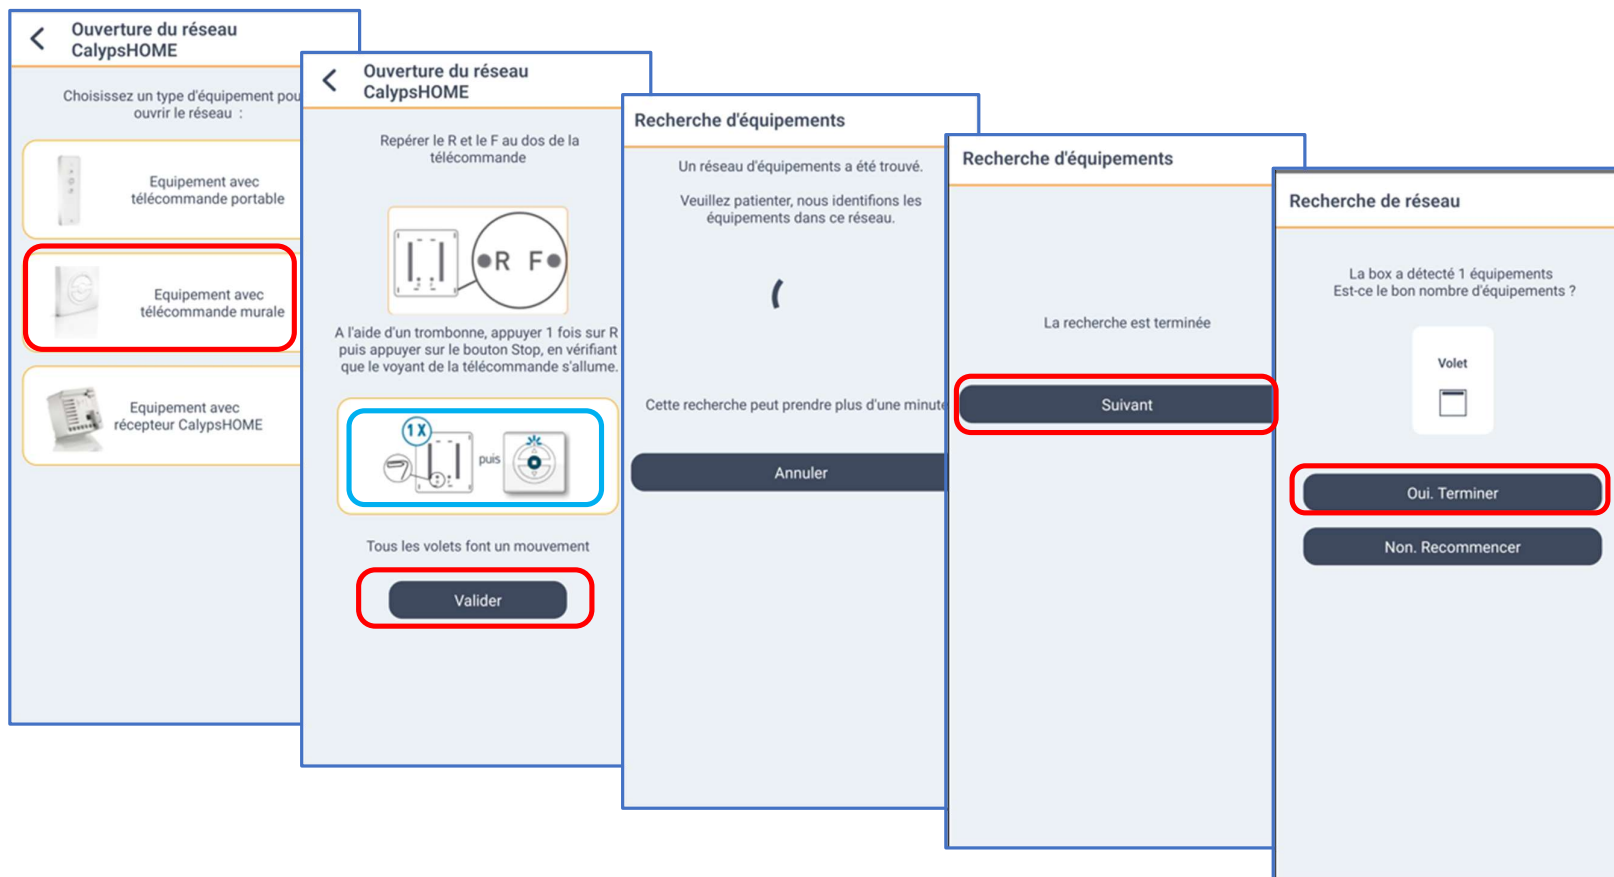 Ouverture du réseau
CalypsHOME
Choisissez un type d'équipement pou
ouvrir le réseau :
Equipement avec
télécommande portable
Equipement avec
télécommande murale
Equipement avec
récepteur CalypsHOME
Ouverture du réseau
CalypsHOME
Repérer le R et le F au dos de la
télécommande
R F
A l'aide d'un trombonne, appuyer 1 fois sur R
puis appuyer sur le bouton Stop, en vérifiant
que le voyant de la télécommande s'allume.
1X
puis
Tous les volets font un mouvement
Valider
Recherche d'équipements
Un réseau d'équipements a été trouvé.
Veuillez patienter, nous identifions les
équipements dans ce réseau.
Cette recherche peut prendre plus d'une minute
Annuler
Recherche d'équipements
La recherche est terminée
Suivant
Recherche de réseau
La box a détecté 1 équipements
Est-ce le bon nombre d'équipements ?
Volet
Oui. Terminer
Non. Recommencer